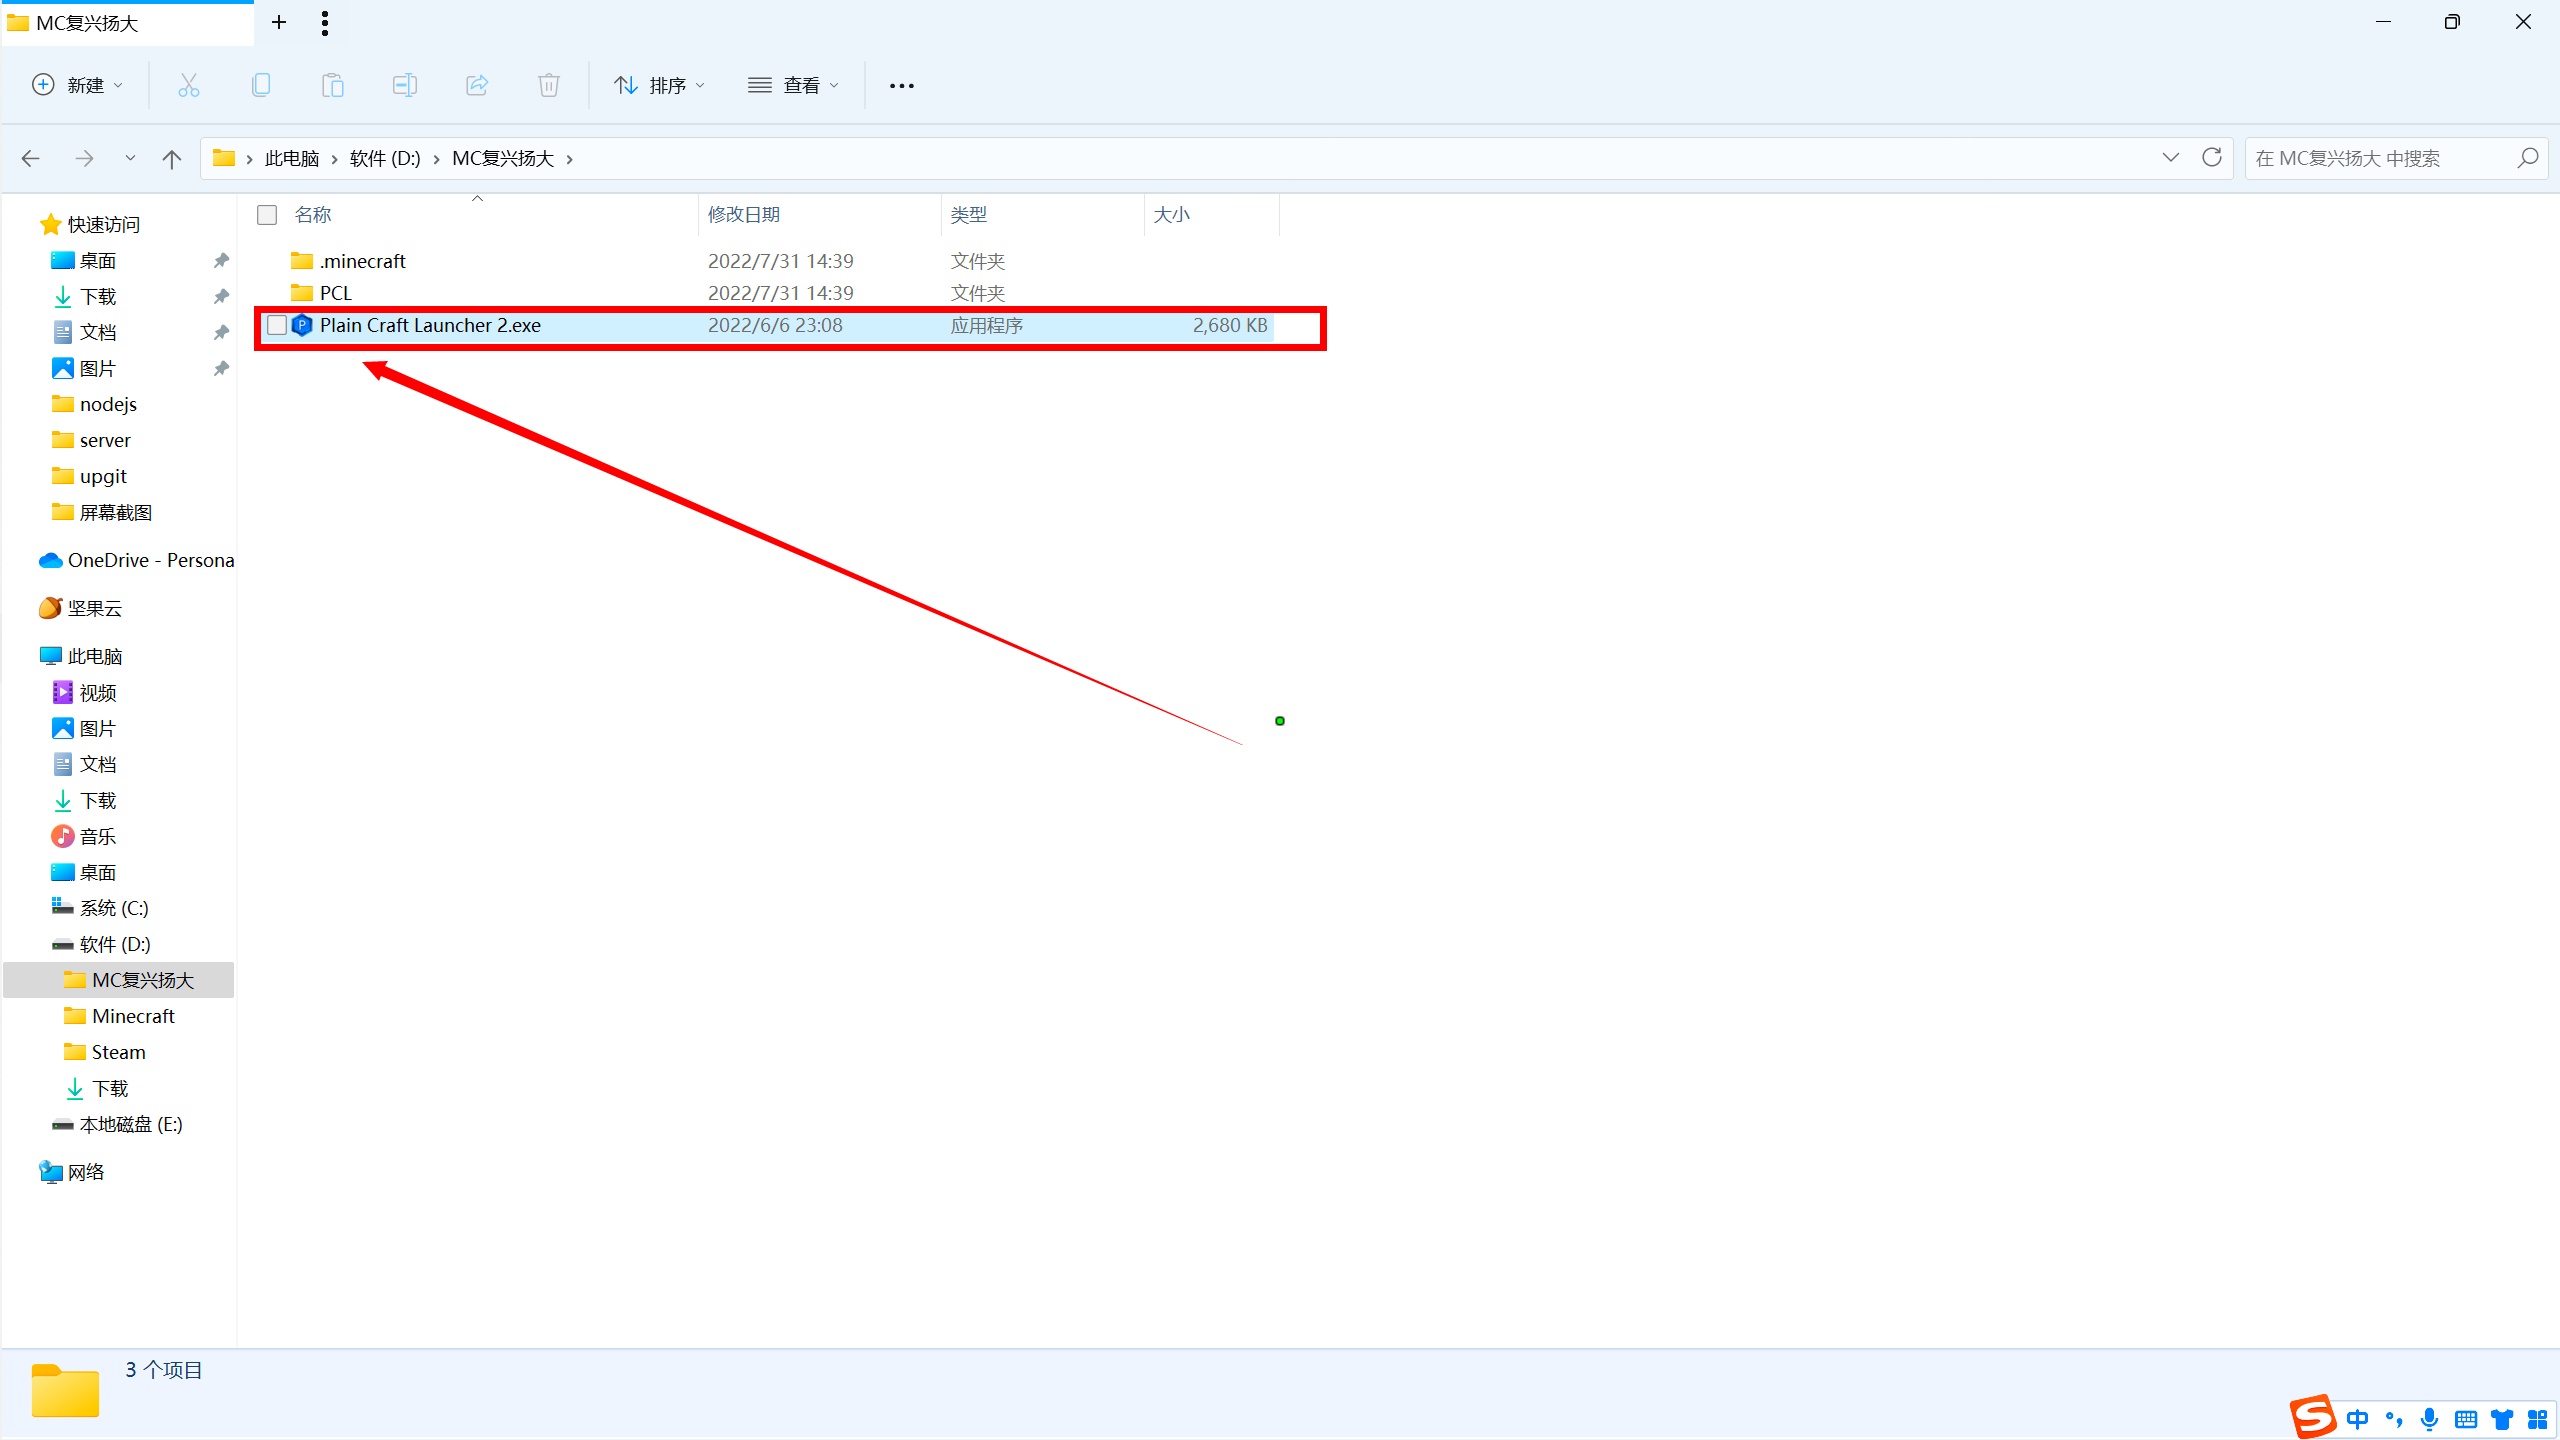 MC复兴扬大
新建
排序
查看
此电脑 › 软件 (D:) › MC复兴扬大 ›
在 MC复兴扬大 中搜索
名称 修改日期 类型 大小
.minecraft 2022/7/31 14:39 文件夹
PCL 2022/7/31 14:39 文件夹
Plain Craft Launcher 2.exe 2022/6/6 23:08 应用程序 2,680 KB
快速访问
桌面
下载
文档
图片
nodejs
server
upgit
屏幕截图
OneDrive - Persona
坚果云
此电脑
视频
图片
文档
下载
音乐
桌面
系统 (C:)
软件 (D:)
MC复兴扬大
Minecraft
Steam
下载
本地磁盘 (E:)
网络
3 个项目
中